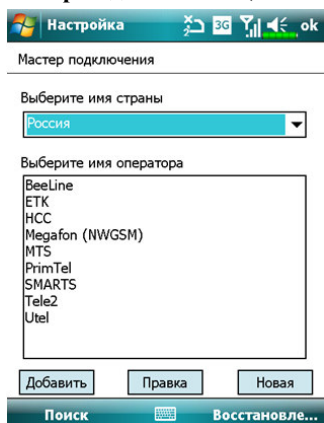 Настройка 3G ok
Мастер подключения
Выберите имя страны
Россия
Выберите имя оператора
BeeLine
ETK
HCC
Megafon (NWGSM)
MTS
PrimTel
SMARTS
Tele2
Utel
Добавить Правка Новая
Поиск Восстановле...